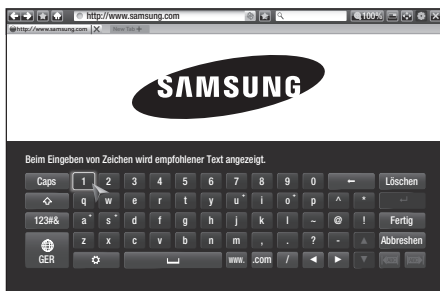 http://www.samsung.com 100%
http://www.samsung.com New Tab
SAMSUNG
Beim Eingeben von Zeichen wird empfohlener Text angezeigt.
Caps 1 2 3 4 5 6 7 8 9 0 Löschen
q w e r t y u i o p ^ *
123#& a s d f g h j k l ~ @ ! Fertig
z x c v b n m , . ? - Abbreshen
GER www. .com /